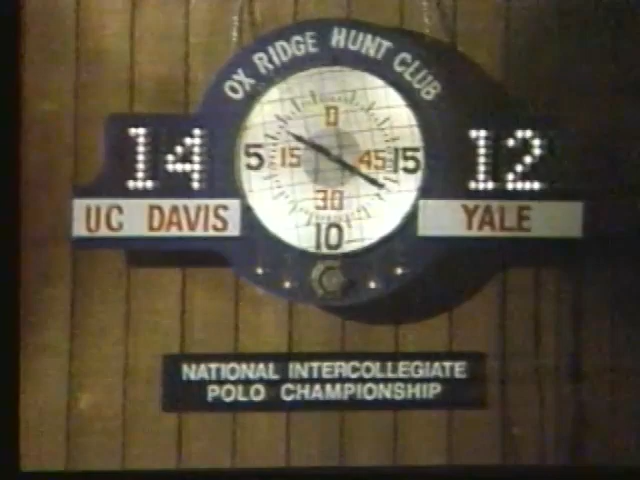 OX RIDGE HUNT CLUB
14
0
5 15 45 15
30
10
12
UC DAVIS
YALE
NATIONAL INTERCOLLEGIATE
POLO CHAMPIONSHIP